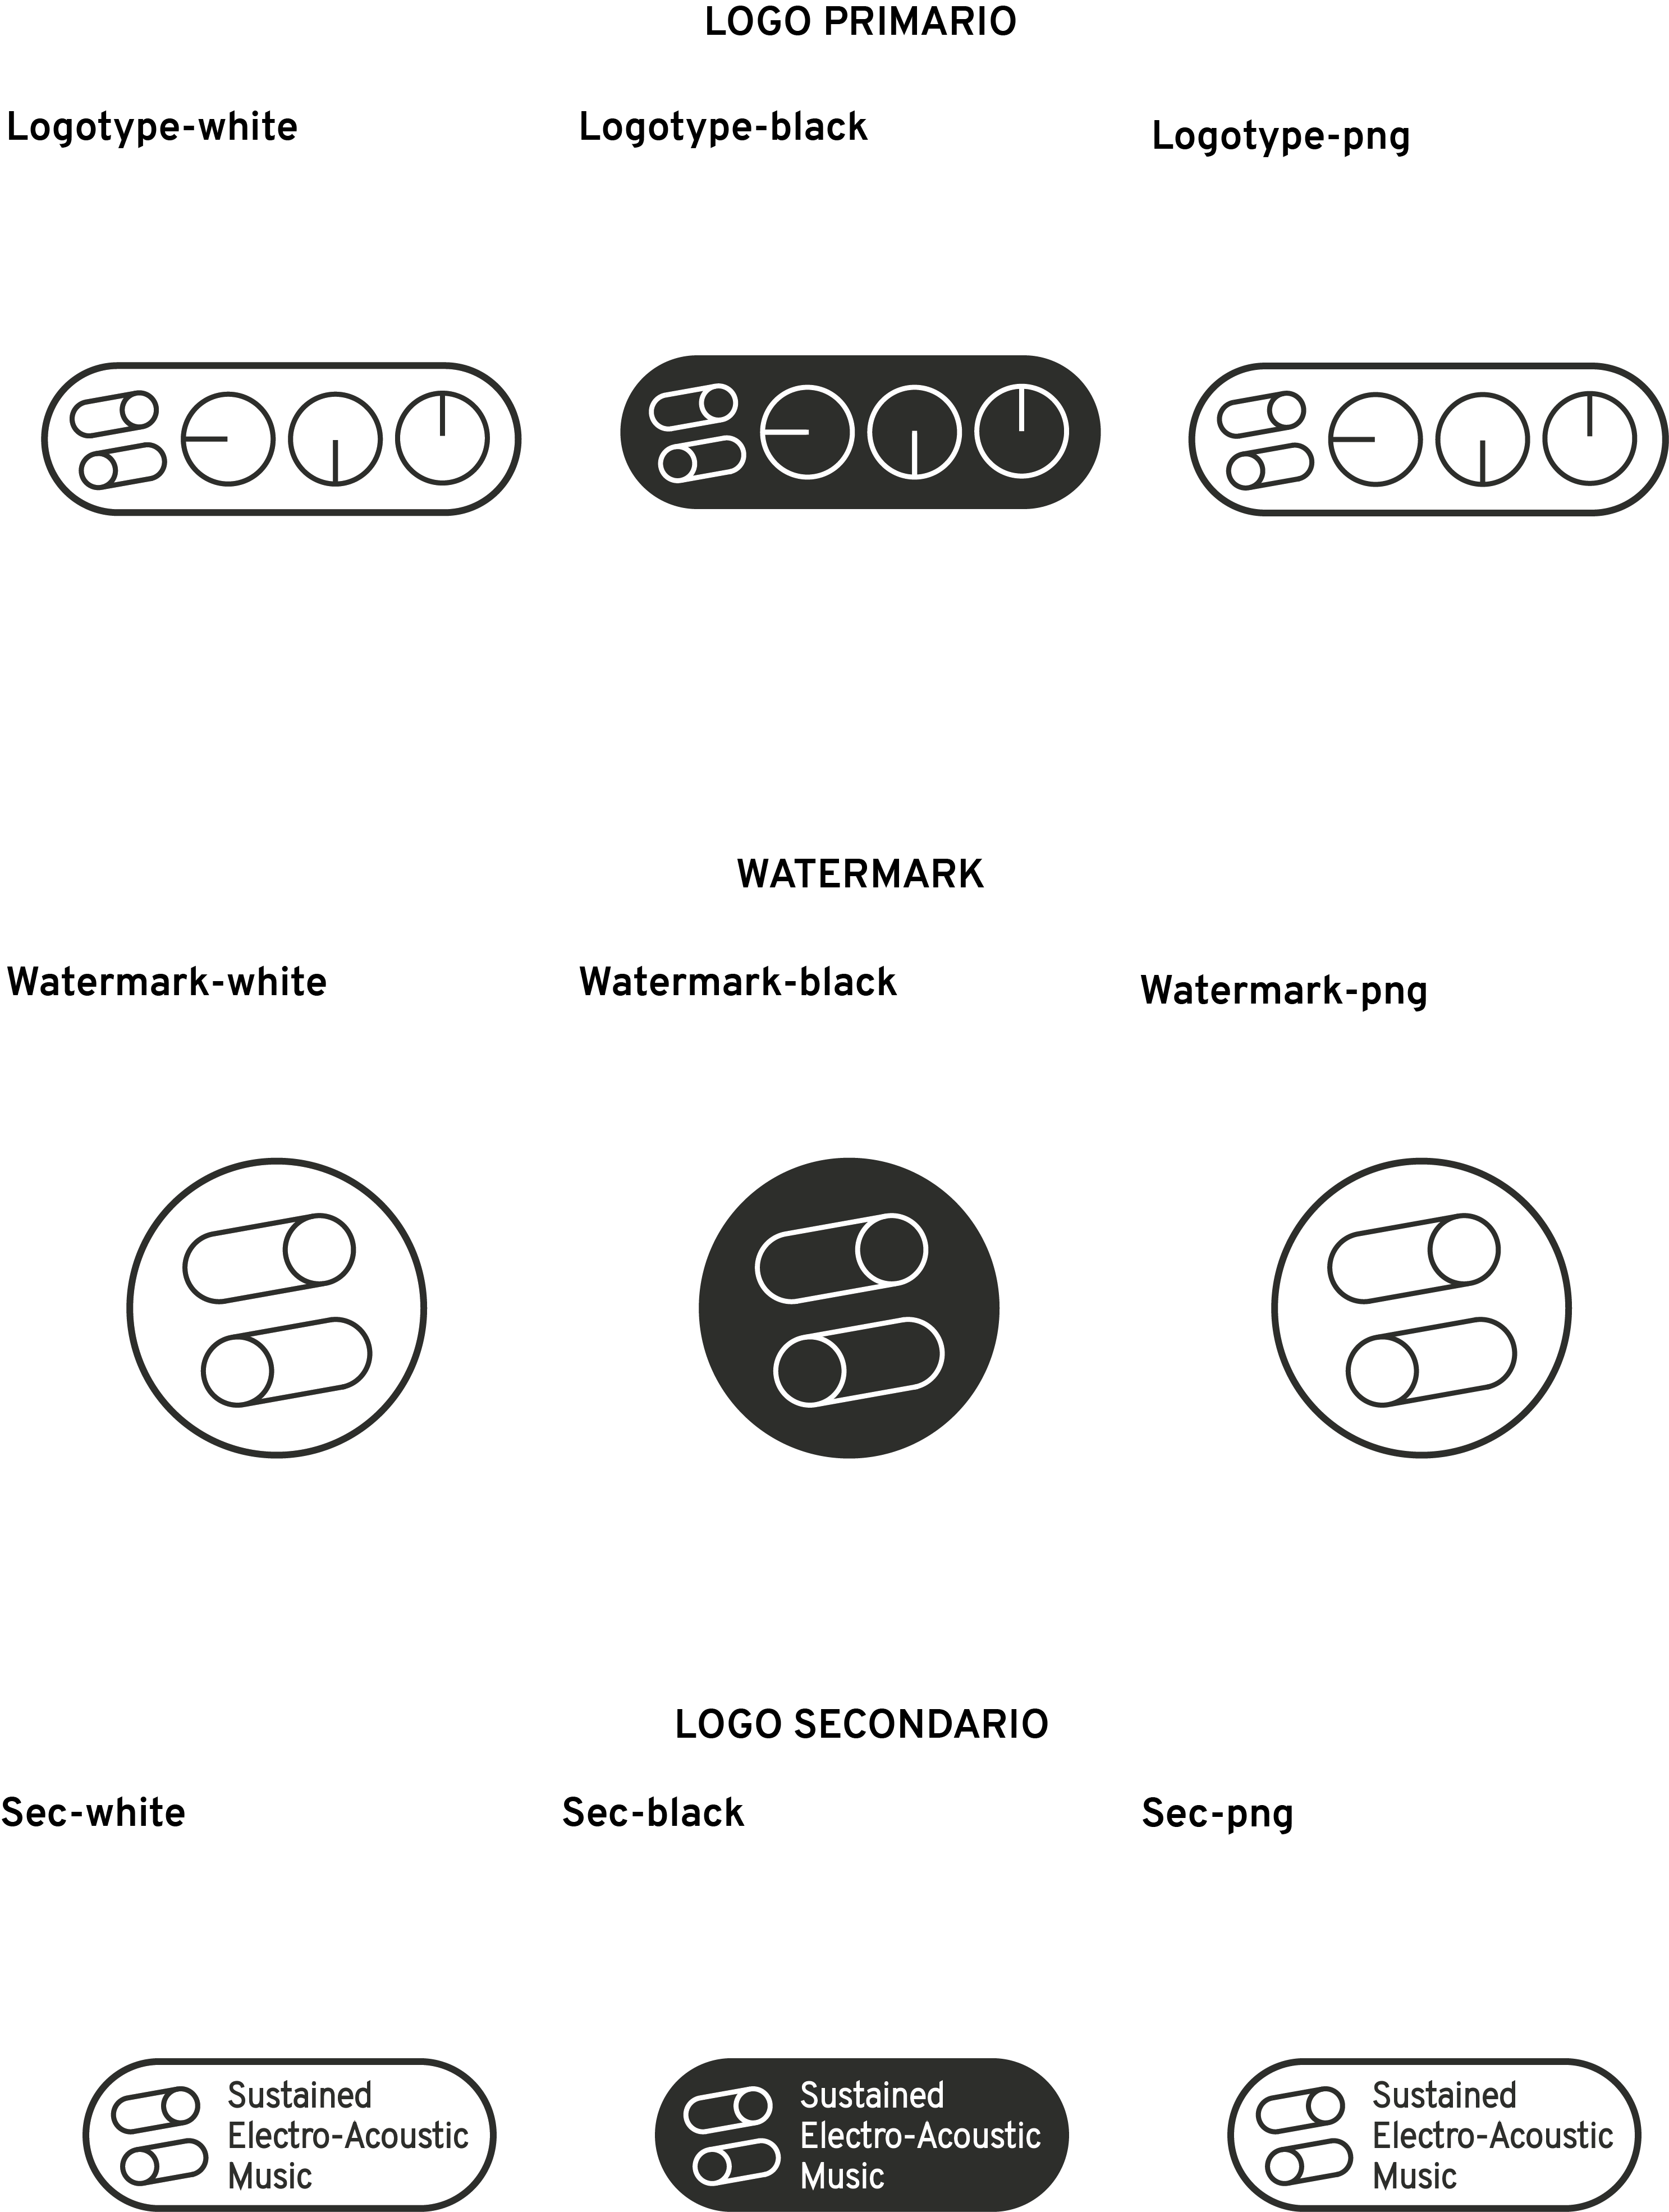 LOGO PRIMARIO
Logotype-white
Logotype-black
Logotype-png
WATERMARK
Watermark-white
Watermark-black
Watermark-png
LOGO SECONDARIO
Sec-white
Sec-black
Sec-png
Sustained
Electro-Acoustic
Music
Sustained
Electro-Acoustic
Music
Sustained
Electro-Acoustic
Music